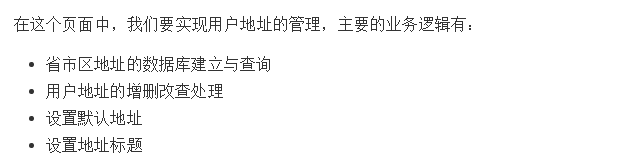 在这个页面中，我们要实现用户地址的管理，主要的业务逻辑有：
• 省市区地址的数据库建立与查询
• 用户地址的增删改查处理
• 设置默认地址
• 设置地址标题